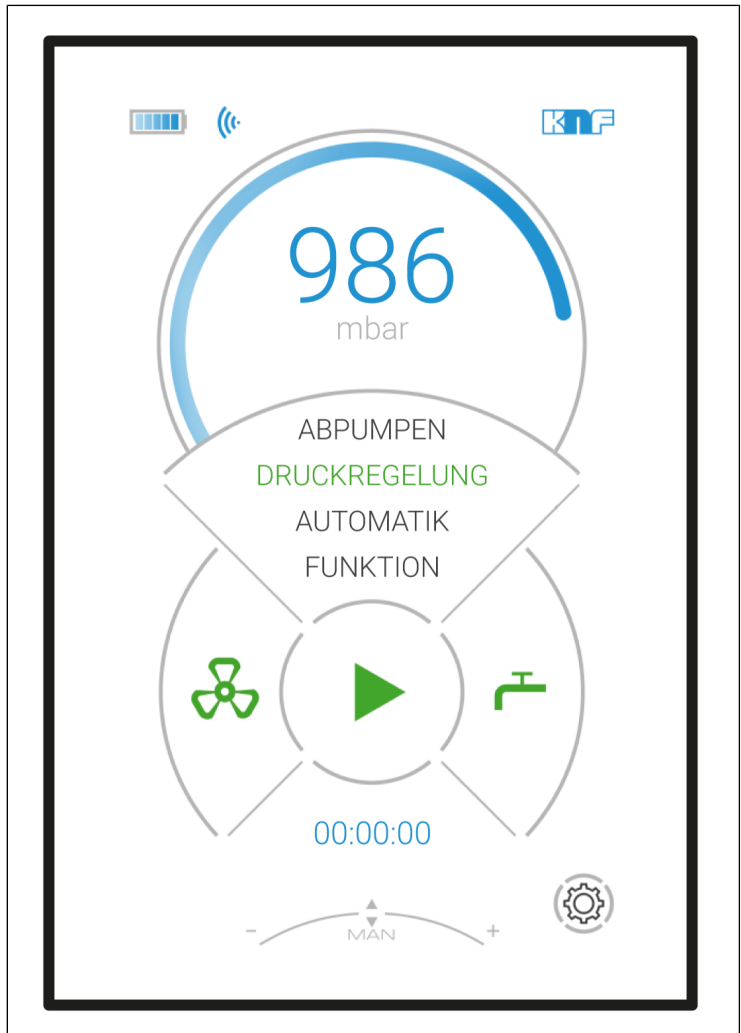 KNF
986
mbar
ABPUMPEN
DRUCKREGELUNG
AUTOMATIK
FUNKTION
00:00:00
- MAN +